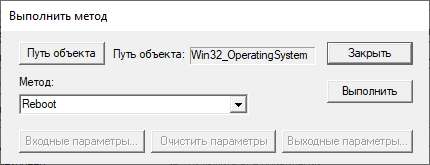 Выполнить метод
Путь объекта Путь объекта: Win32_OperatingSystem Закрыть
Метод:
Reboot Выполнить
Входные параметры... Очистить параметры Выходные параметры...